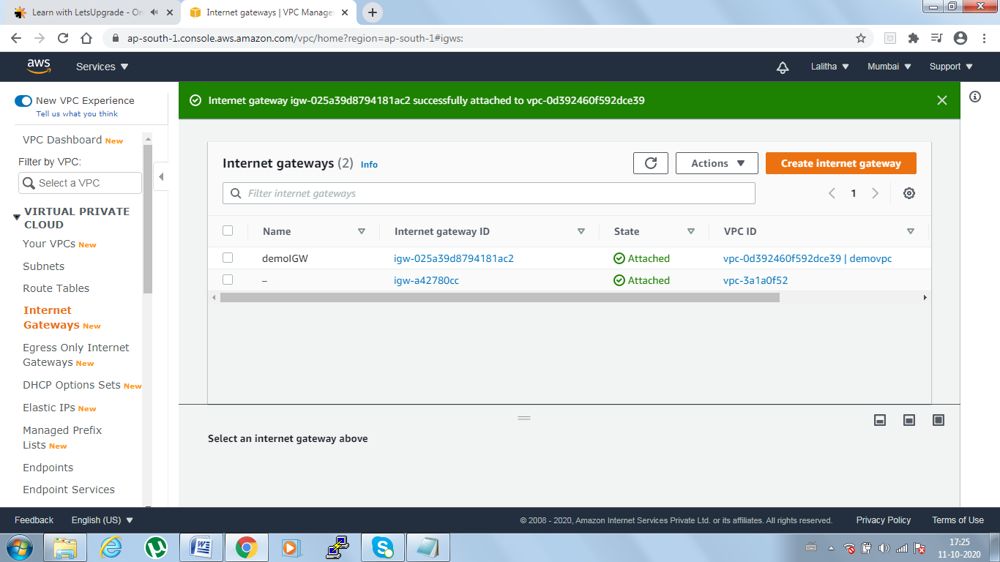 Learn with LetsUpgrade - On
Internet gateways | VPC Manager
ap-south-1.console.aws.amazon.com/vpc/home?region=ap-south-1#igws:
aws
Services
Lalitha
Mumbai
Support
New VPC Experience
Tell us what you think
VPC Dashboard New
Filter by VPC:
Select a VPC
VIRTUAL PRIVATE
CLOUD
Your VPCs New
Subnets
Route Tables
Internet
Gateways New
Egress Only Internet
Gateways New
DHCP Options Sets New
Elastic IPs New
Managed Prefix
Lists New
Endpoints
Endpoint Services
Internet gateway igw-025a39d8794181ac2 successfully attached to vpc-0d392460f592dce39
Internet gateways (2) Info
Actions
Create internet gateway
Filter internet gateways
1
Name Internet gateway ID State VPC ID
demoIGW igw-025a39d8794181ac2 Attached vpc-0d392460f592dce39 | demovpc
– igw-a42780cc Attached vpc-3a1a0f52
Select an internet gateway above
Feedback English (US) © 2008 - 2020, Amazon Internet Services Private Ltd. or its affiliates. All rights reserved. Privacy Policy Terms of Use
17:25
11-10-2020